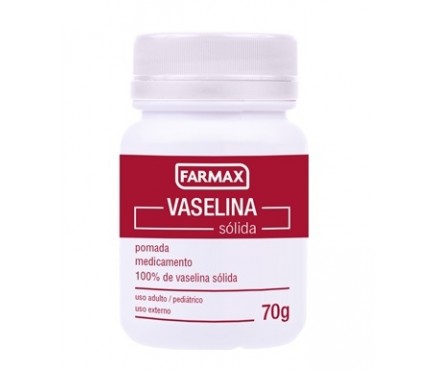 FARMAX
VASELINA
sólida
pomada
medicamento
100% de vaselina sólida
uso adulto / pediátrico
uso externo
70g